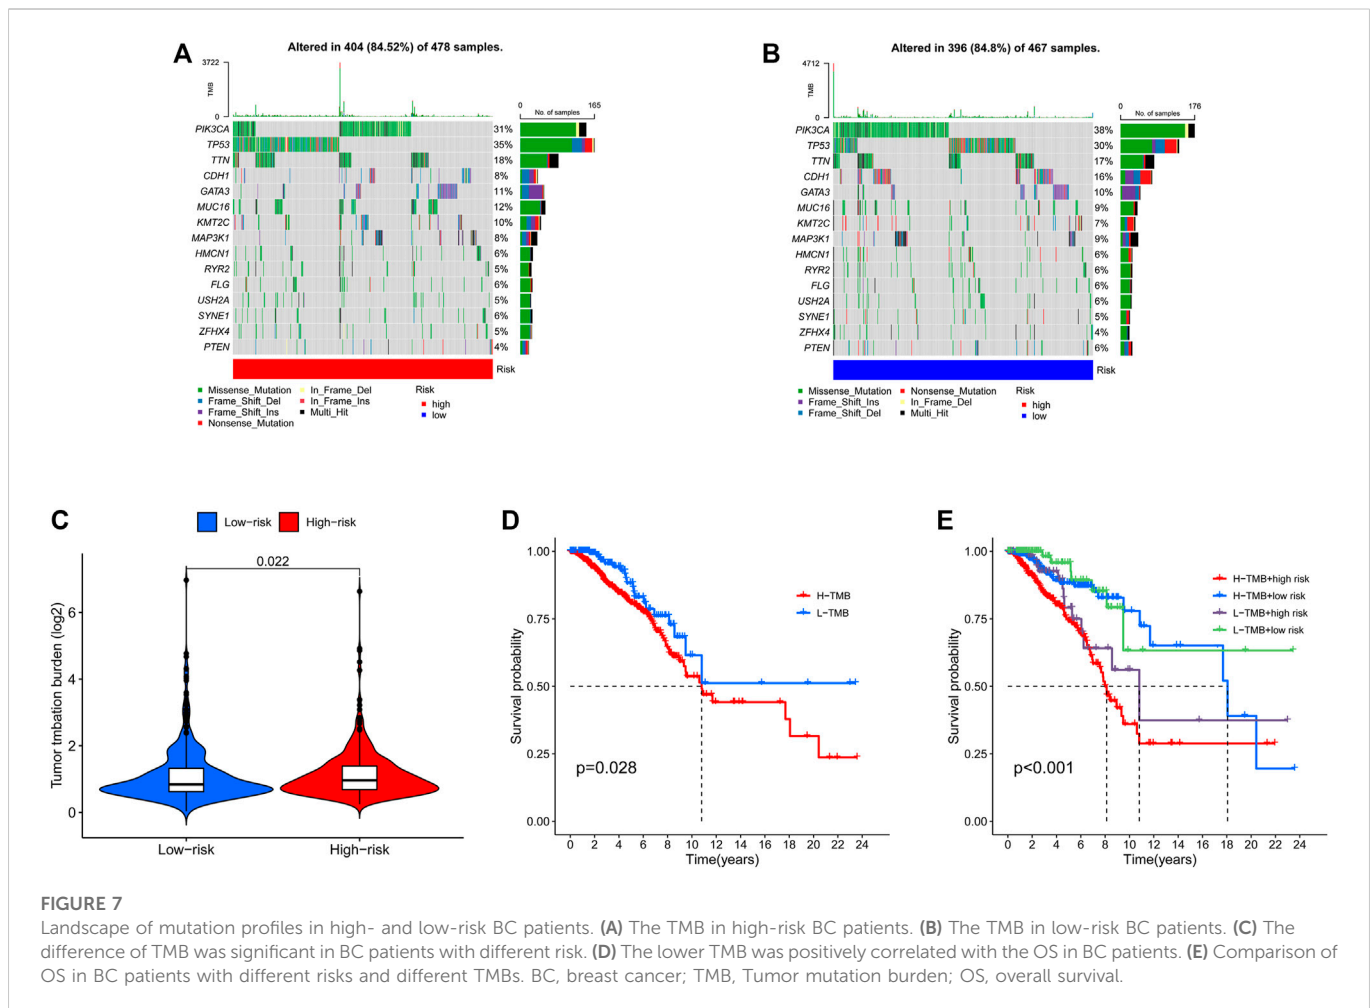 A
Altered in 404 (84.52%) of 478 samples.
3722
TMB
0
0
165
No. of samples
PIK3CA 31%
TP53 35%
TTN 18%
CDH1 8%
GATA3 11%
MUC16 12%
KMT2C 10%
MAP3K1 8%
HMCN1 6%
RYR2 5%
FLG 6%
USH2A 5%
SYNE1 6%
ZFHX4 5%
PTEN 4%
Risk
Missense_Mutation In_Frame_Del Risk
Frame_Shift_Del In_Frame_Ins high
Frame_Shift_Ins Multi_Hit low
Nonsense_Mutation
B
Altered in 396 (84.8%) of 467 samples.
4712
TMB
0
0
176
No. of samples
PIK3CA 38%
TP53 30%
TTN 17%
CDH1 16%
GATA3 10%
MUC16 9%
KMT2C 7%
MAP3K1 9%
HMCN1 6%
RYR2 6%
FLG 6%
USH2A 6%
SYNE1 5%
ZFHX4 4%
PTEN 6%
Risk
Missense_Mutation Nonsense_Mutation Risk
Frame_Shift_Ins In_Frame_Del high
Frame_Shift_Del Multi_Hit low
C
Low−risk High−risk
0.022
Tumor tmbation burden (log2)
6
4
2
0
Low−risk High−risk
D
1.00
0.75
0.50
0.25
0.00
Survival probability
H−TMB
L−TMB
p=0.028
0 2 4 6 8 10 12 14 16 18 20 22 24
Time(years)
E
1.00
0.75
0.50
0.25
0.00
Survival probability
H−TMB+high risk
H−TMB+low risk
L−TMB+high risk
L−TMB+low risk
p<0.001
0 2 4 6 8 10 12 14 16 18 20 22 24
Time(years)
FIGURE 7
Landscape of mutation profiles in high- and low-risk BC patients. (A) The TMB in high-risk BC patients. (B) The TMB in low-risk BC patients. (C) The
difference of TMB was significant in BC patients with different risk. (D) The lower TMB was positively correlated with the OS in BC patients. (E) Comparison of
OS in BC patients with different risks and different TMBs. BC, breast cancer; TMB, Tumor mutation burden; OS, overall survival.